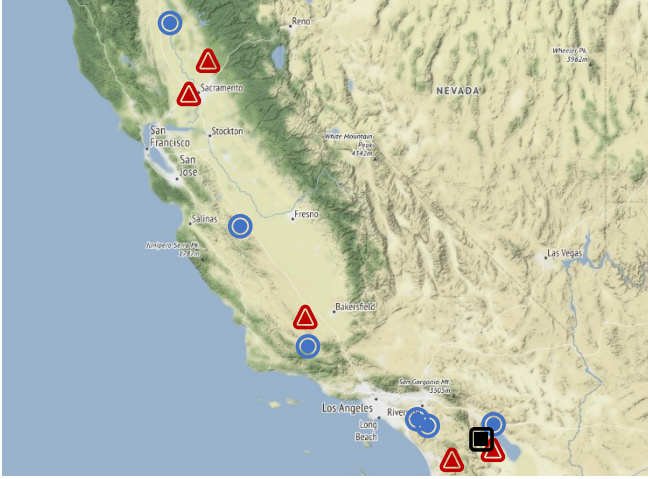 Reno
Wheeler Pk.
3982m
Sacramento
NEVADA
San
Francisco
Stockton
White Mountain
Peak
4342m
San
Jose
Salinas
Fresno
Junipero Serra Pk.
1787m
Las Vegas
Bakersfield
San Gorgonio Mt.
3505m
Los Angeles
River
Long
Beach